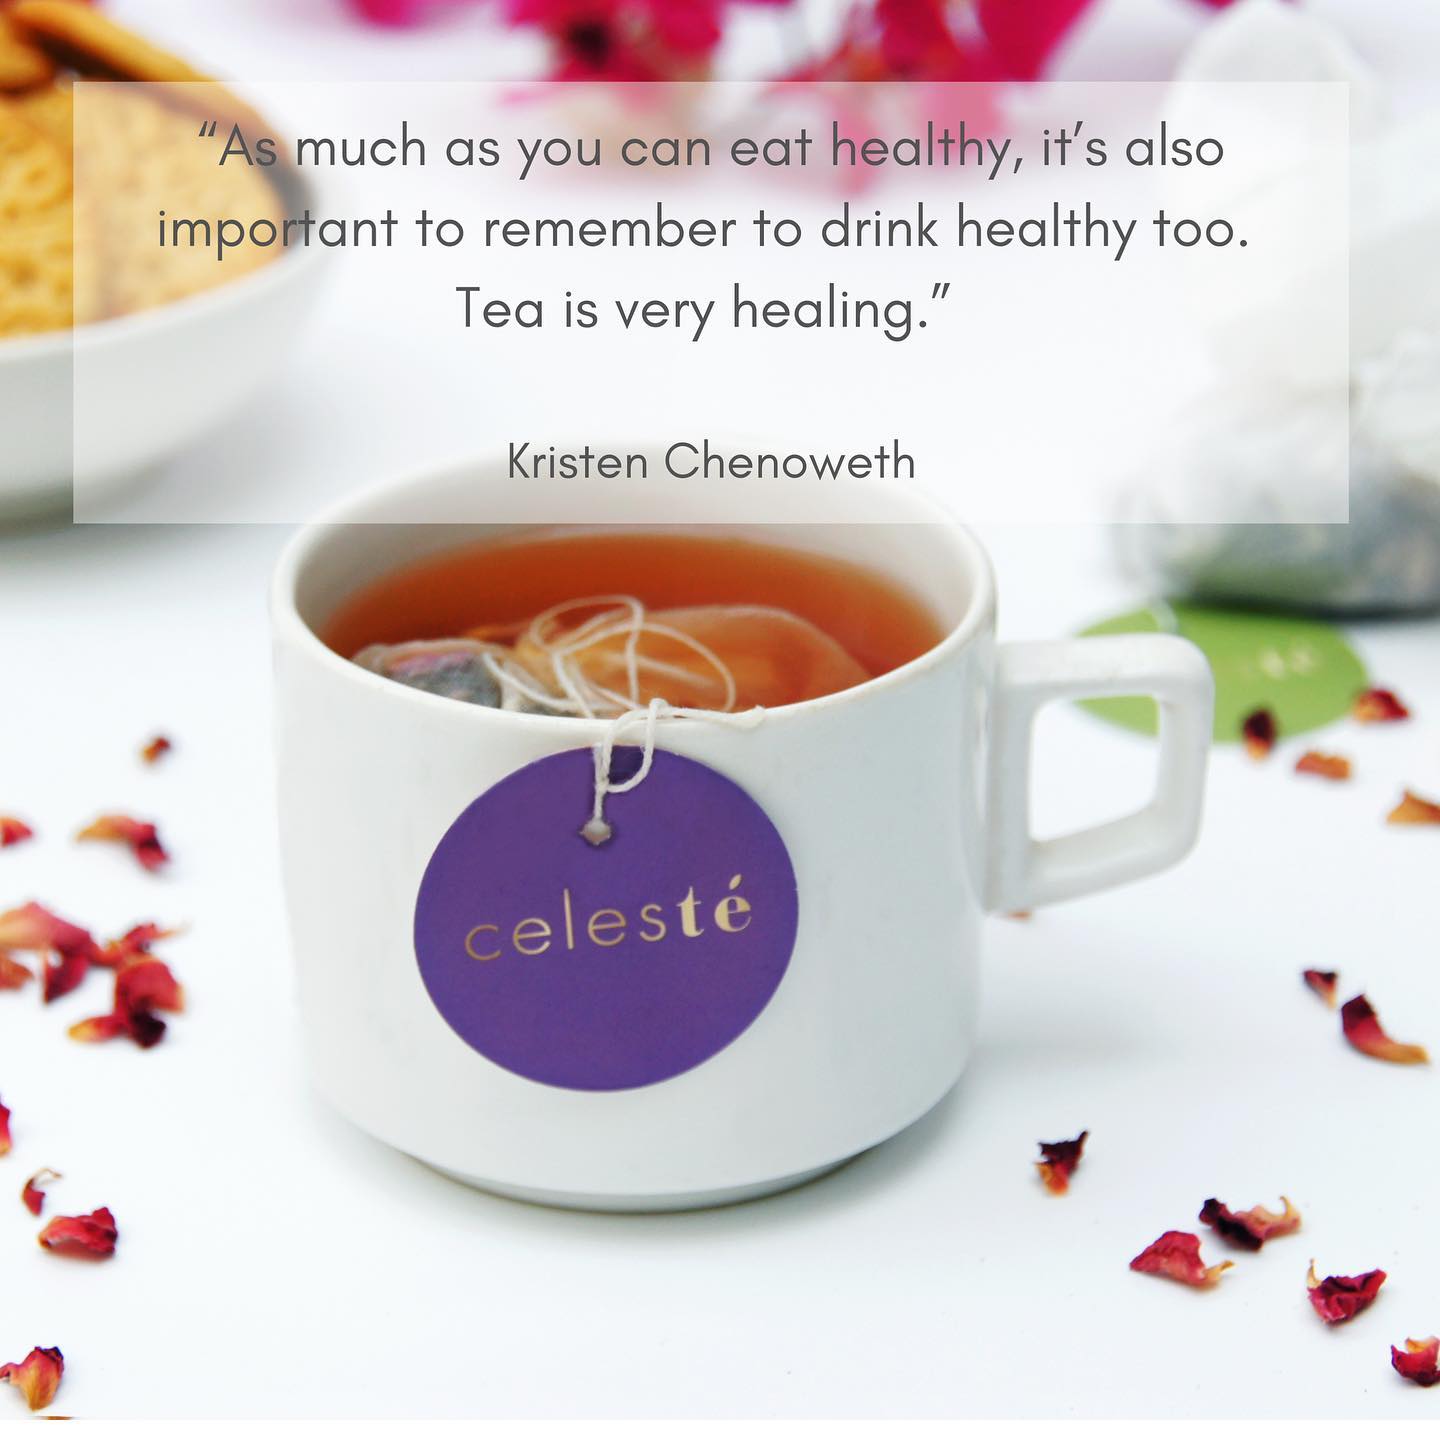 “As much as you can eat healthy, it’s also
important to remember to drink healthy too.
Tea is very healing.”
Kristen Chenoweth
celesté